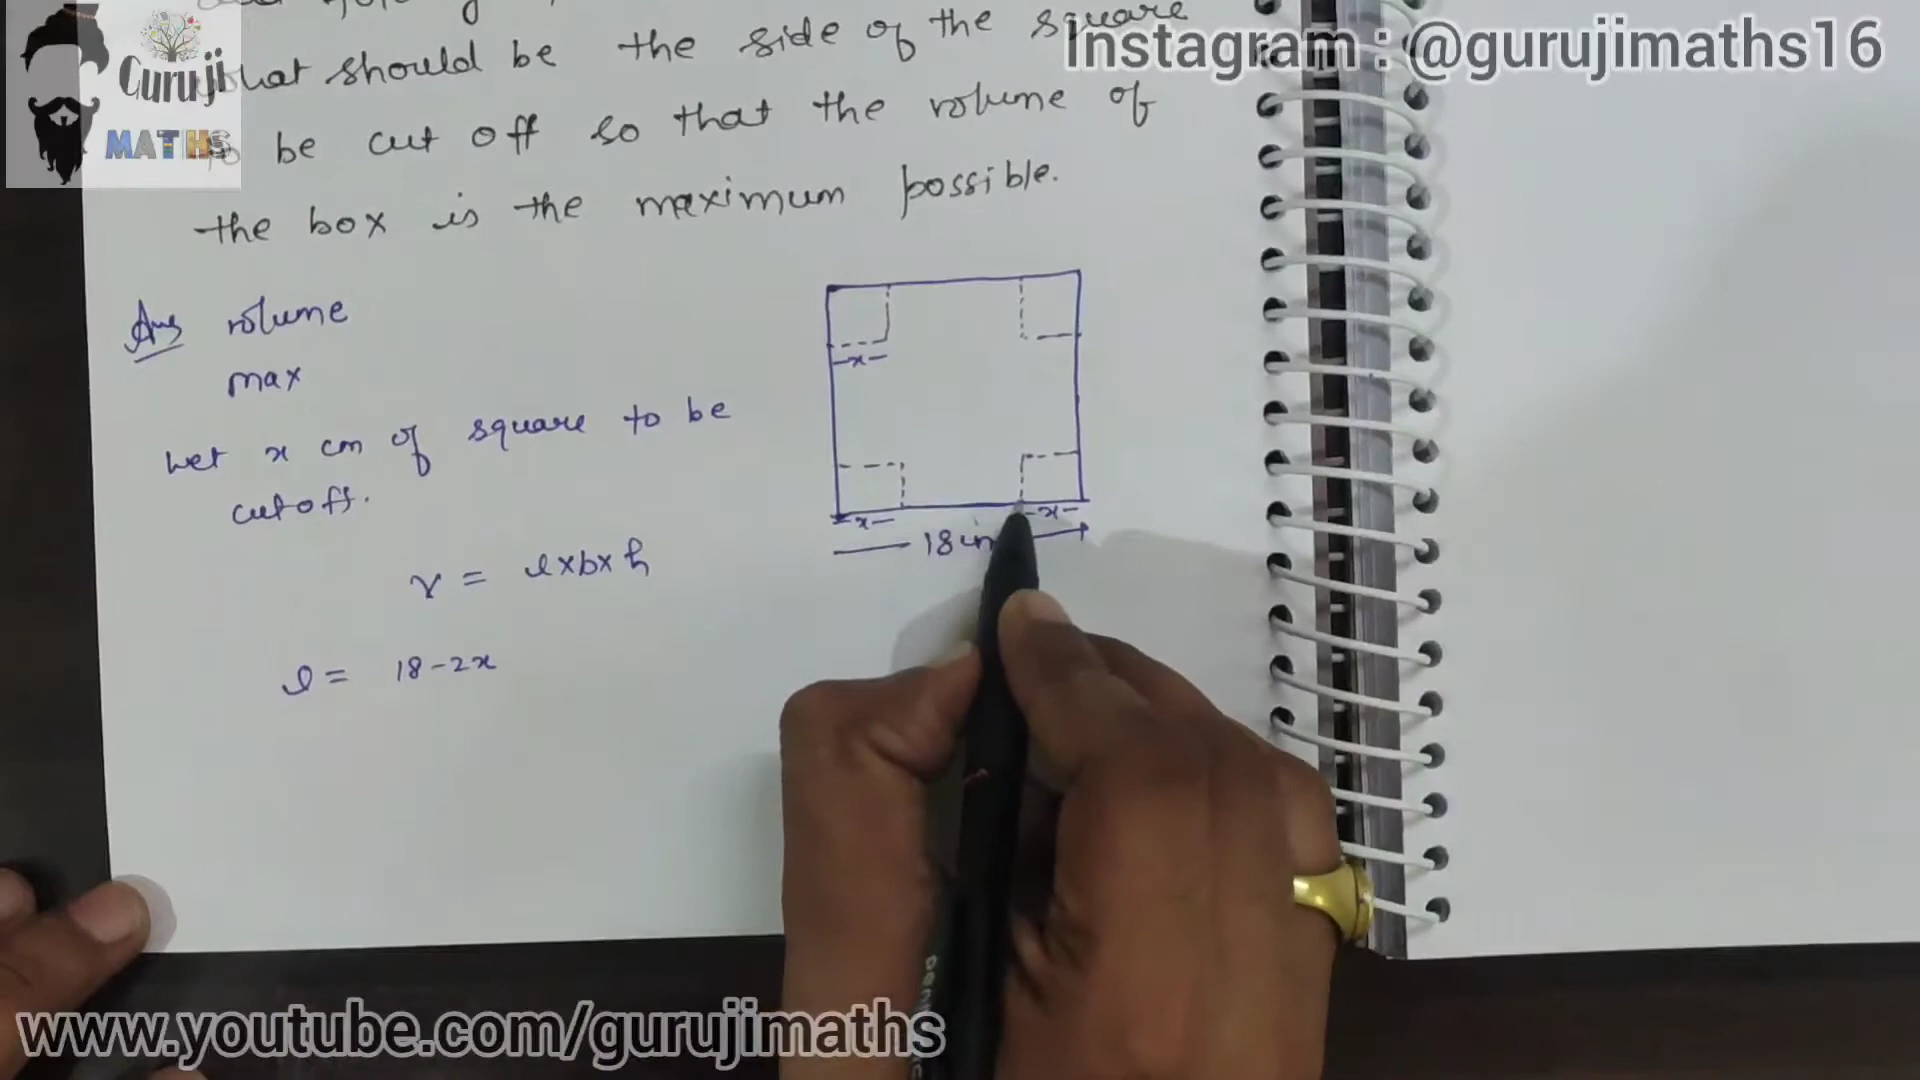 what should be the side of the square
to be cut off so that the volume of
the box is the maximum possible.
Ans volume
max
Let x cm of square to be
cut off.
v = l×b×h
l = 18-2x
x
x
x
18
Guruji
MATHS
Instagram : @gurujimaths16
www.youtube.com/gurujimaths